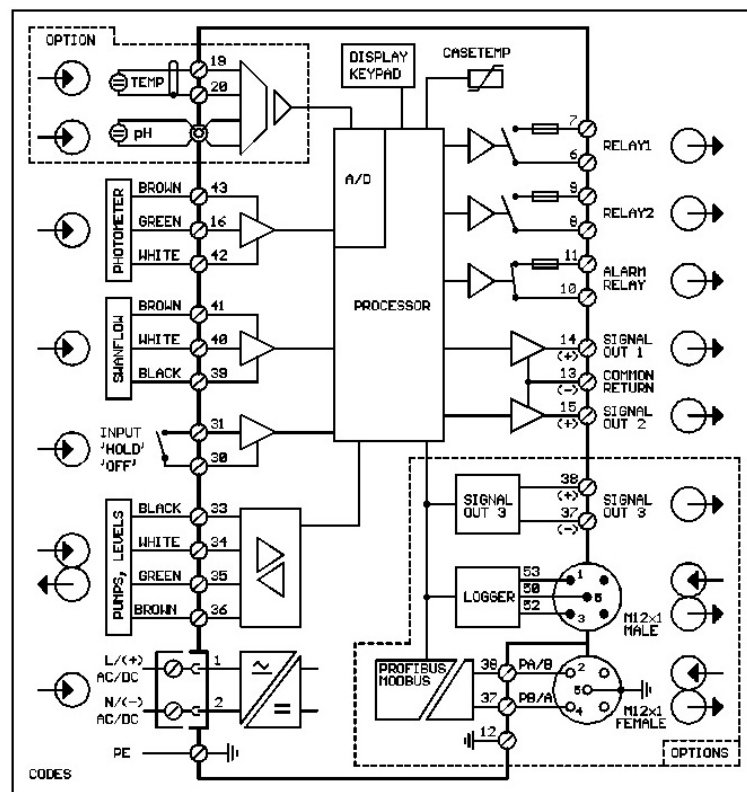 OPTION
19
TEMP
20
pH
DISPLAY
KEYPAD
CASETEMP
A/D
PROCESSOR
7
RELAY1
6
9
RELAY2
8
11
ALARM
RELAY
10
14
(+)
SIGNAL
OUT 1
13
(-)
COMMON
RETURN
15
(+)
SIGNAL
OUT 2
PHOTOMETER
BROWN
43
GREEN
16
WHITE
42
SWANFLOW
BROWN
41
WHITE
40
BLACK
39
INPUT
'HOLD'
'OFF'
31
30
PUMPS, LEVELS
BLACK
33
WHITE
34
GREEN
35
BROWN
36
L/(+)
AC/DC
1
N/(-)
AC/DC
2
PE
CODES
SIGNAL
OUT 3
38
(+)
37
(-)
SIGNAL
OUT 3
LOGGER
53
50
52
1
5
3
M12x1
MALE
PROFIBUS
MODBUS
38
PA/B
37
PB/A
2
5
4
M12x1
FEMALE
12
OPTIONS